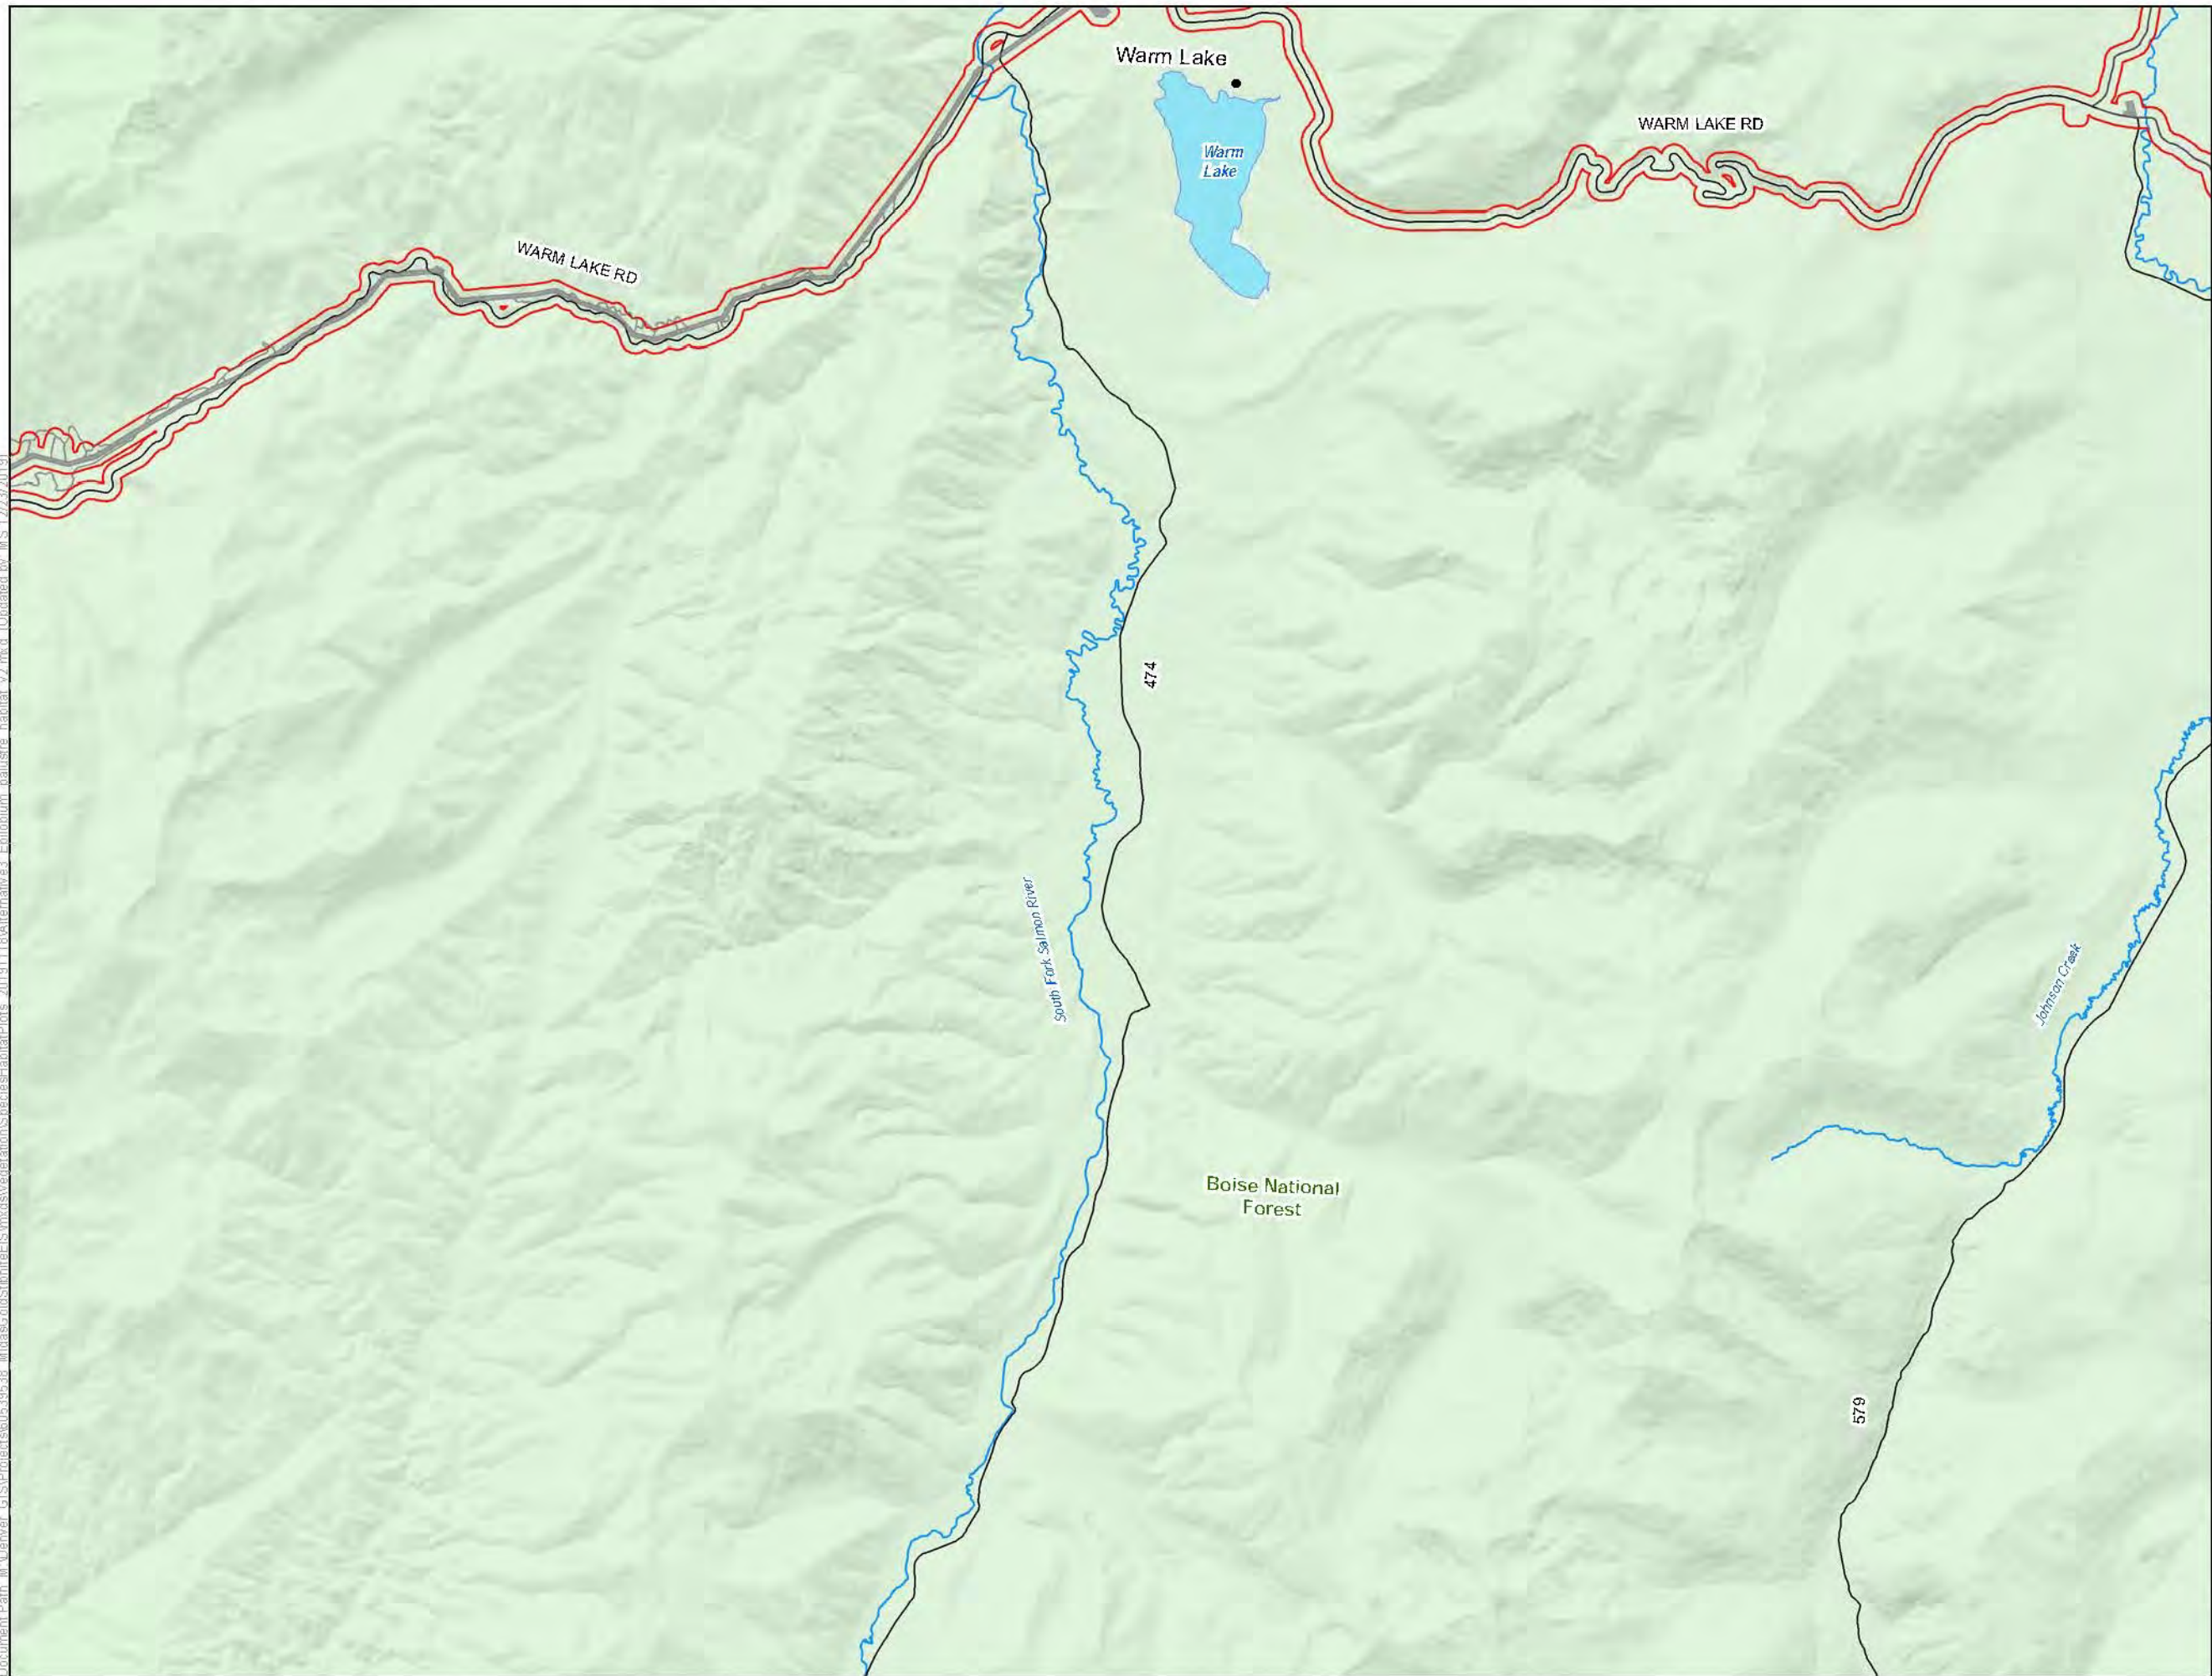 Warm Lake
WARM LAKE RD
Warm
Lake
WARM LAKE RD
474
South Fork Salmon River
Johnson Creek
Boise National
Forest
579